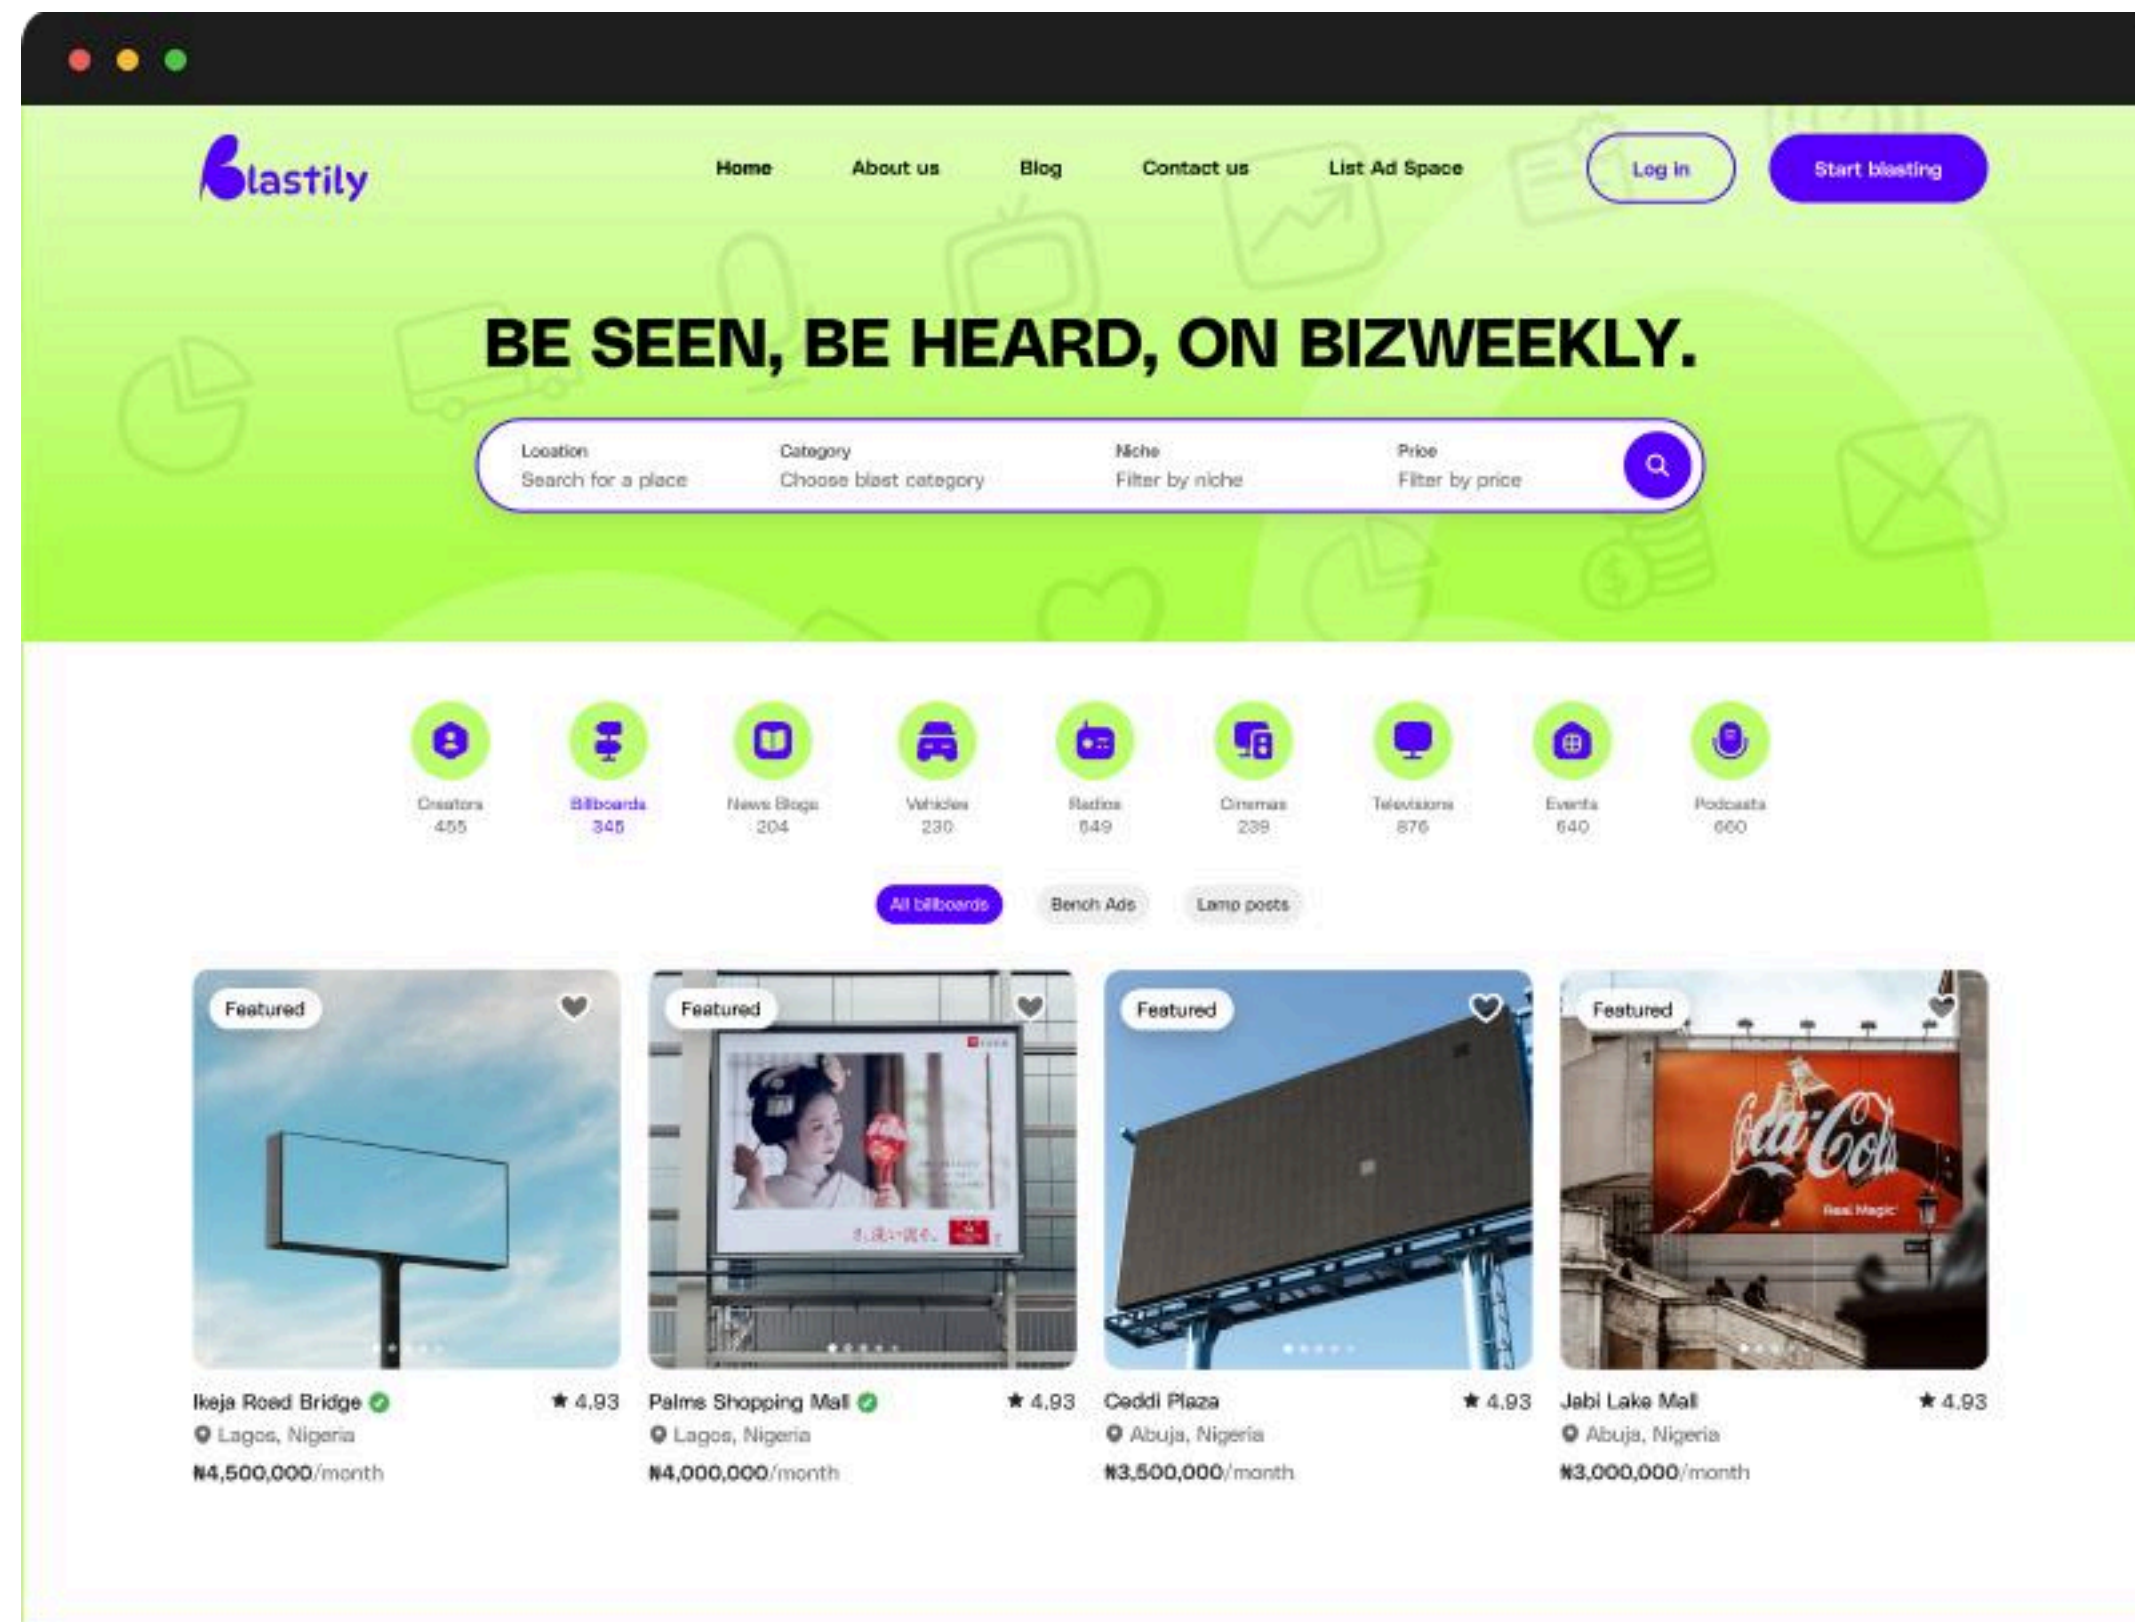 Blastily
Home About us Blog Contact us List Ad Space Log in Start blasting
BE SEEN, BE HEARD, ON BIZWEEKLY.
Location Category Niche Price
Search for a place Choose blast category Filter by niche Filter by price
Creators Billboards News Blogs Vehicles Radios Cinemas Televisions Events Podcasts
455 345 204 230 549 239 876 640 660
All billboards Bench Ads Lamp posts
Featured Featured Featured Featured
Coca-Cola
Real Magic
Ikeja Road Bridge 4.93 Palms Shopping Mall 4.93 Ceddi Plaza 4.93 Jabi Lake Mall 4.93
Lagos, Nigeria Lagos, Nigeria Abuja, Nigeria Abuja, Nigeria
₦4,500,000/month ₦4,000,000/month ₦3,500,000/month ₦3,000,000/month